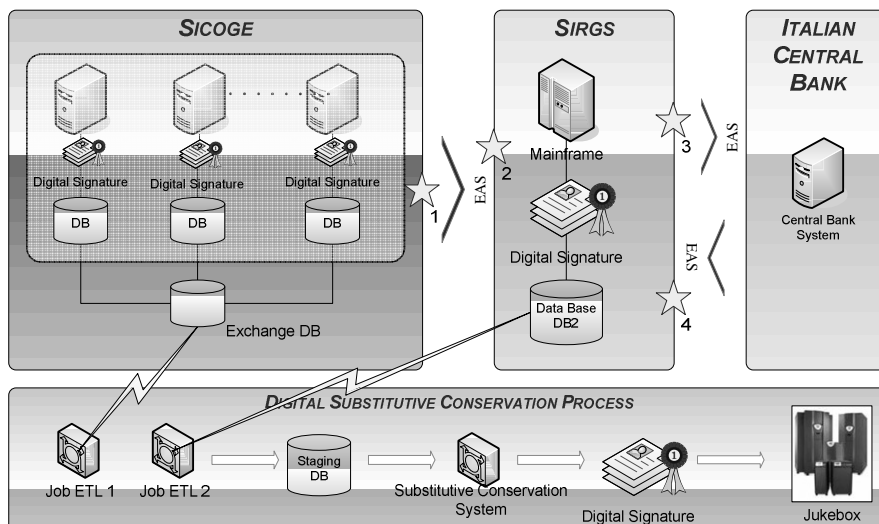 SICOGE
SIRGS
ITALIAN
CENTRAL
BANK
Digital Signature
Digital Signature
Digital Signature
DB
DB
DB
Exchange DB
1
EAS
2
Mainframe
1
Digital Signature
Data Base
DB2
3
EAS
EAS
4
Central Bank
System
DIGITAL SUBSTITUTIVE CONSERVATION PROCESS
Job ETL 1
Job ETL 2
Staging
DB
Substitutive Conservation
System
1
Digital Signature
Jukebox